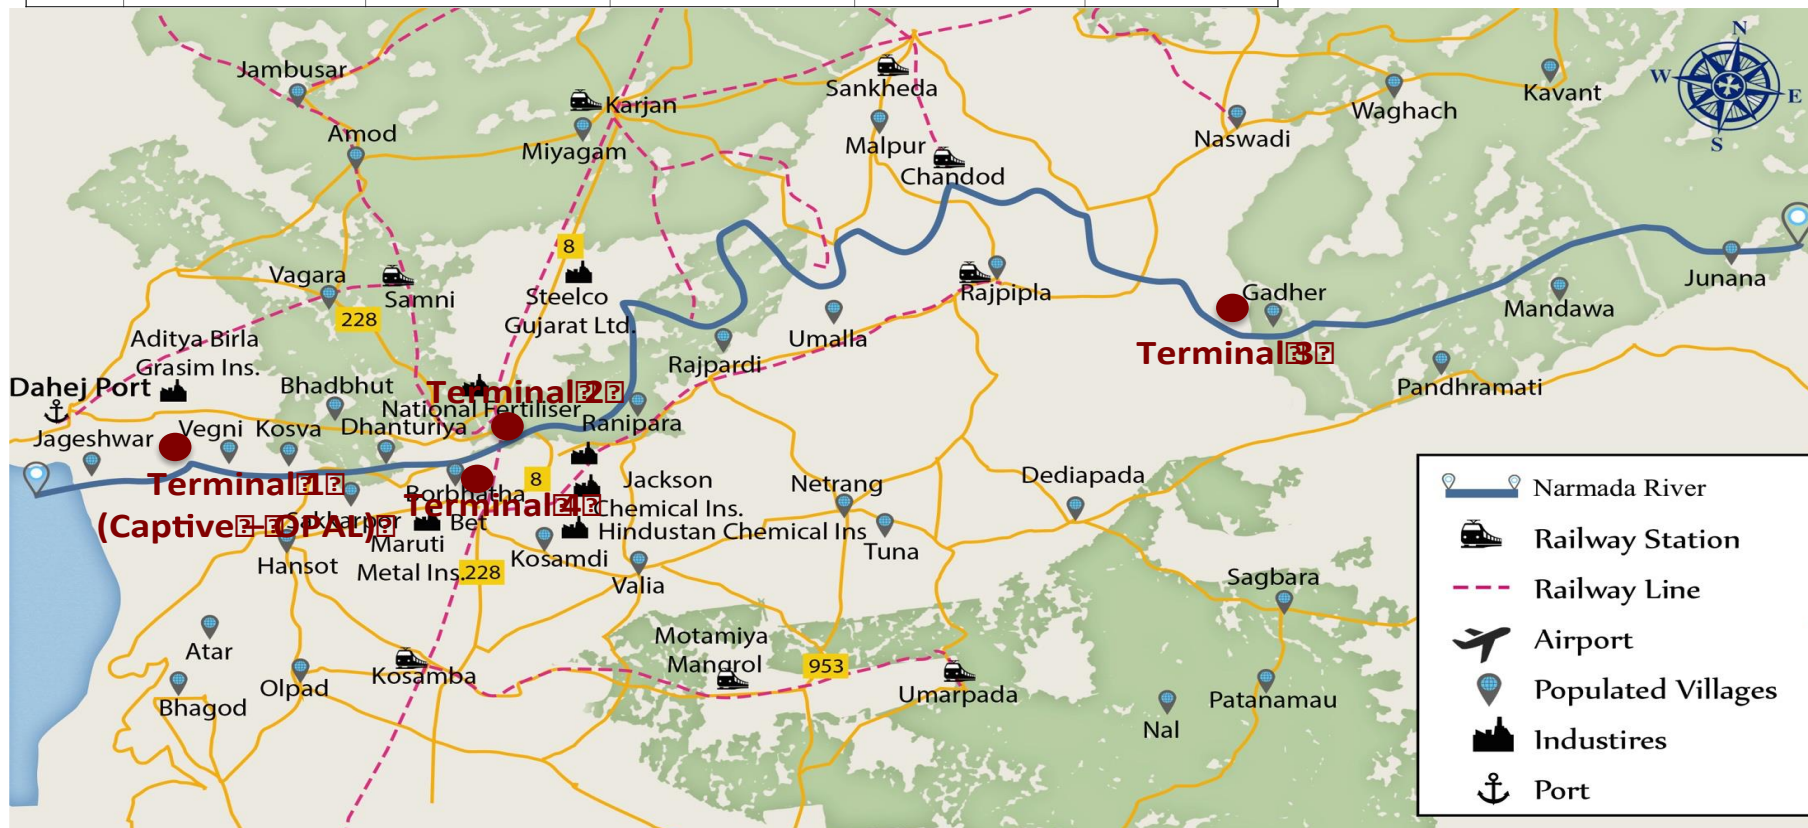 N
W
E
S
Jambusar
Amod
Karjan
Miyagam
Sankheda
Malpur
Chandod
Naswadi
Waghach
Kavant
Vagara
228
Samni
8
Steelco
Gujarat Ltd.
Rajpipla
Gadher
Mandawa
Junana
Umalla
Rajpardi
Terminal 3
Pandhramati
Aditya Birla
Grasim Ins.
Dahej Port
Bhadbhut
Terminal 2
National Fertiliser
Ranipara
Jageshwar
Vegni
Kosva
Dhanturiya
Terminal 1
(Captive – OPAL)
Sakharpor
Borbhatha
Bet
Terminal 4
8
Jackson
Chemical Ins.
Hindustan Chemical Ins
Maruti
Metal Ins.
228
Hansot
Kosamdi
Valia
Netrang
Tuna
Dediapada
Sagbara
Atar
Bhagod
Olpad
Kosamba
Motamiya
Mangrol
953
Umarpada
Nal
Patanamau
Narmada River
Railway Station
Railway Line
Airport
Populated Villages
Industires
Port